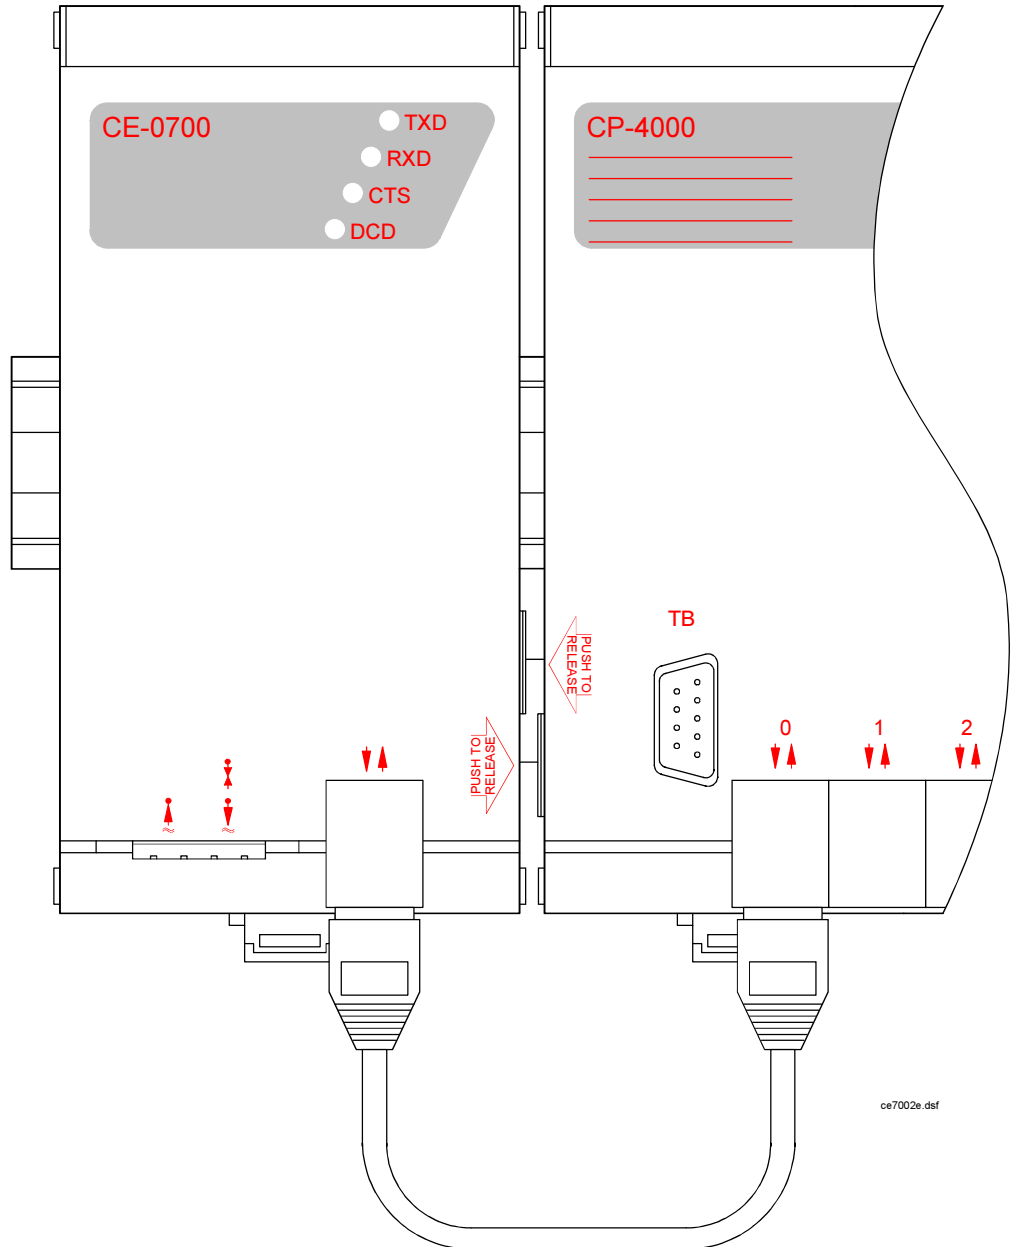 CE-0700
TXD
RXD
CTS
DCD
CP-4000
TB
PUSH TO
RELEASE
PUSH TO
RELEASE
0
1
2
ce7002e.dsf